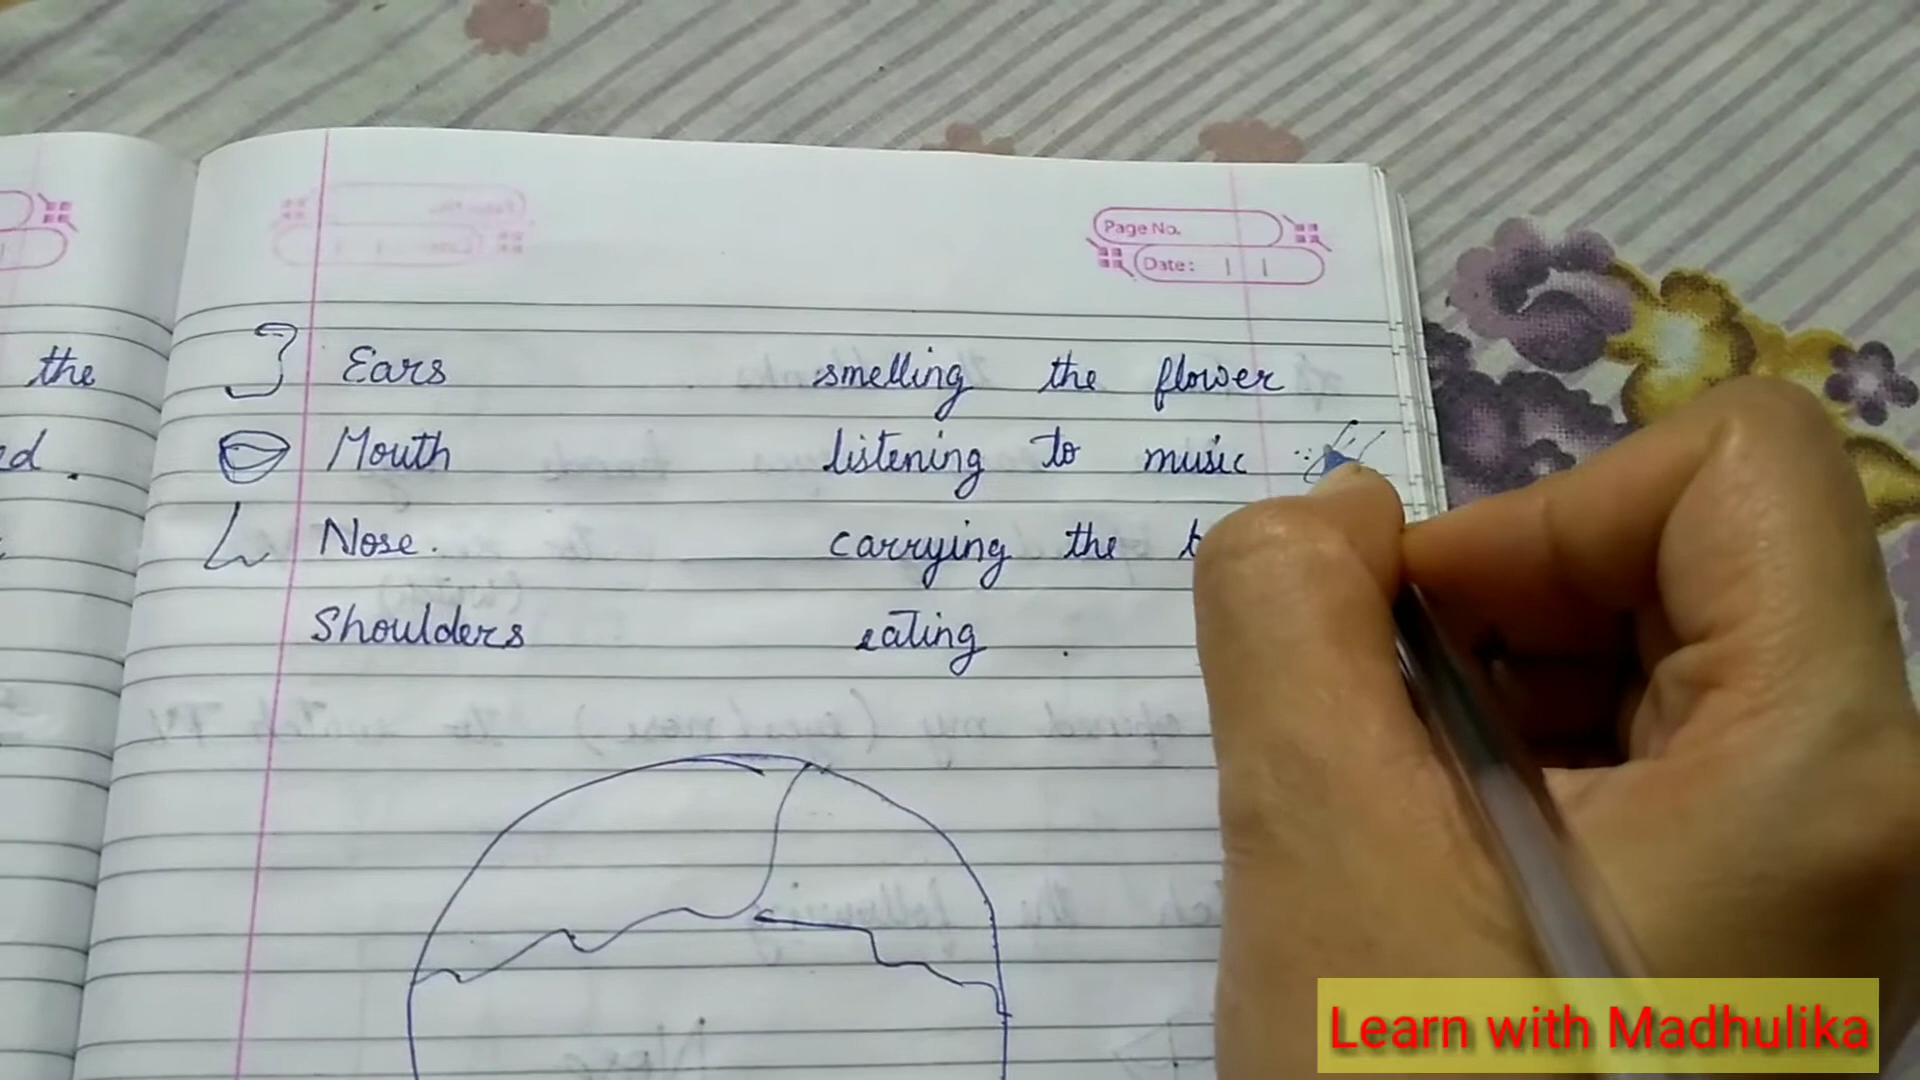 Page No.
Date:
the
Ears smelling the flower
Mouth listening to music
Nose. carrying the
Shoulders eating
Learn with Madhulika